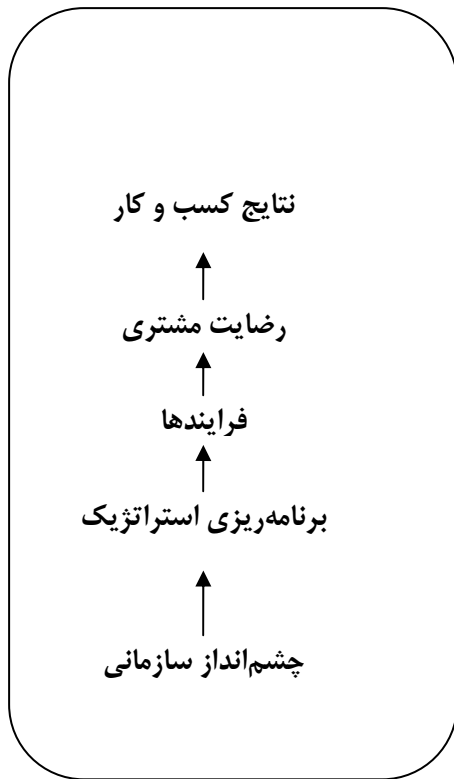 نتایج کسب و کار
رضایت مشتری
فرایندها
برنامه‌ریزی استراتژیک
چشم‌انداز سازمانی